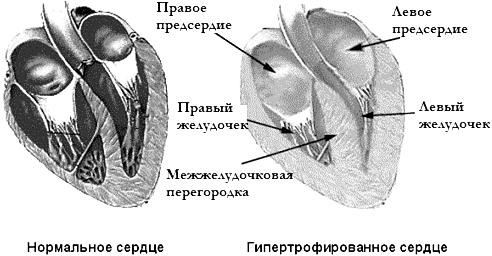 Правое
предсердие
Левое
предсердие
Правый
желудочек
Левый
желудочек
Межжелудочковая
перегородка
Нормальное сердце
Гипертрофированное сердце